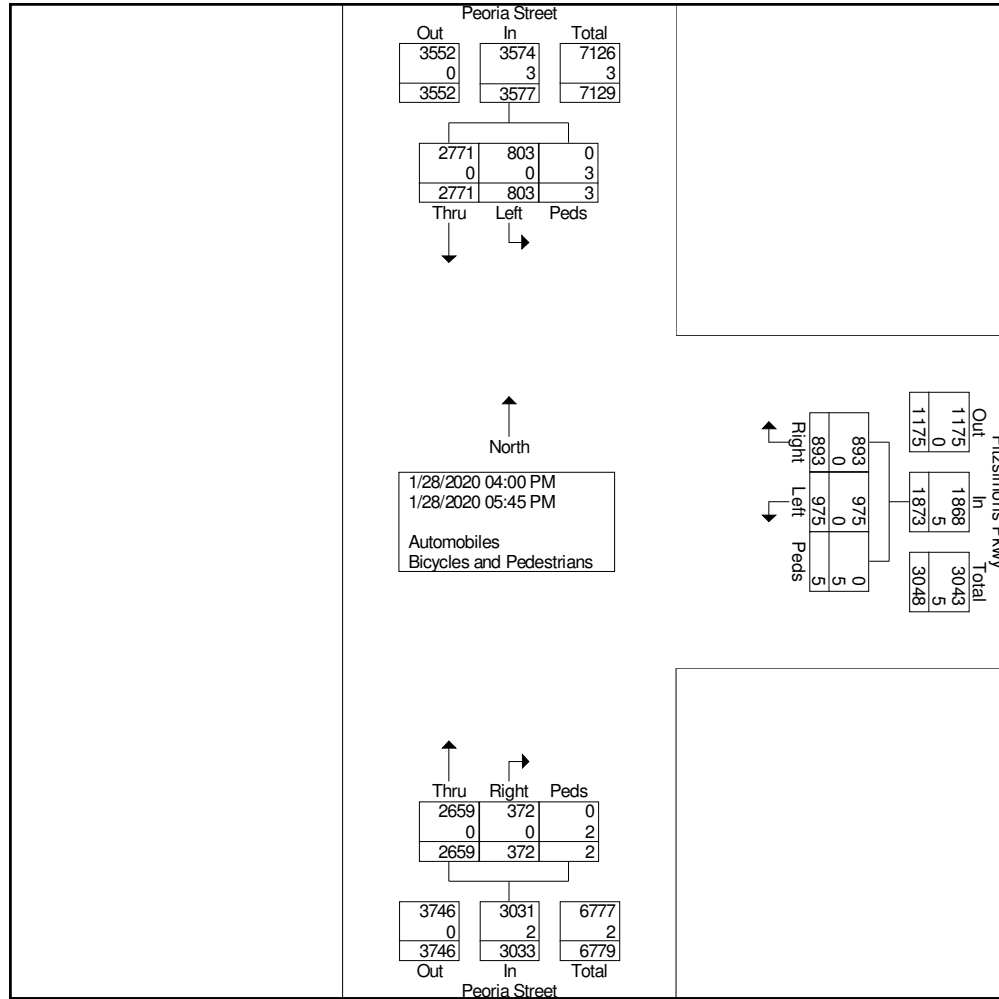 Peoria Street
Out In Total
3552 3574 7126
0 3 3
3552 3577 7129
2771 803 0
0 0 3
2771 803 3
Thru Left Peds
North
1/28/2020 04:00 PM
1/28/2020 05:45 PM
Automobiles
Bicycles and Pedestrians
Fitzsimons Pkwy
Out In Total
1175 1868 3043
0 5 5
1175 1873 3048
893 975 0
0 0 5
893 975 5
Right Left Peds
Thru Right Peds
2659 372 0
0 0 2
2659 372 2
3746 3031 6777
0 2 2
3746 3033 6779
Out In Total
Peoria Street